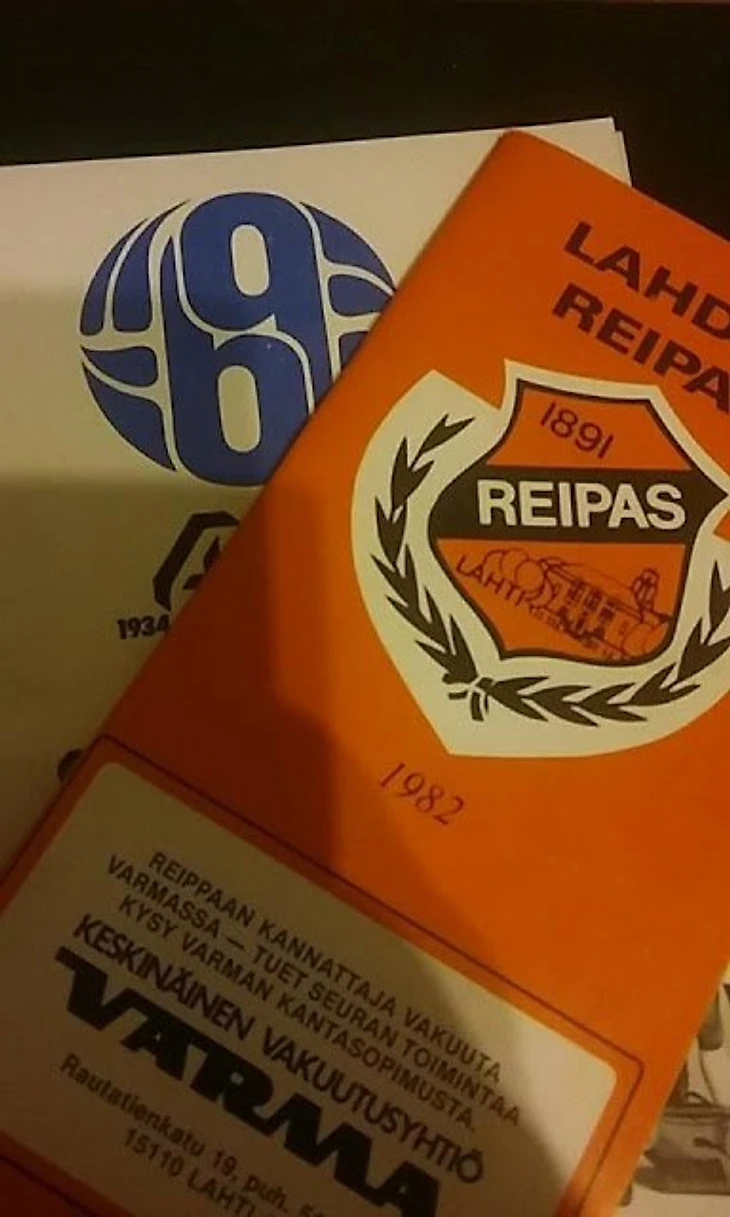 60
1934
LAHD
REIPA
1891
REIPAS
LAHTI
1982
REIPPAAN KANNATTAJA VAKUUTA
VARMASSA — TUET SEURAN TOIMINTAA
KYSY VARMAN KANTASOPIMUSTA.
KESKINÄINEN VAKUUTUSYHTIÖ
VARMA
Rautatienkatu 19, puh.
15110 LAHTI